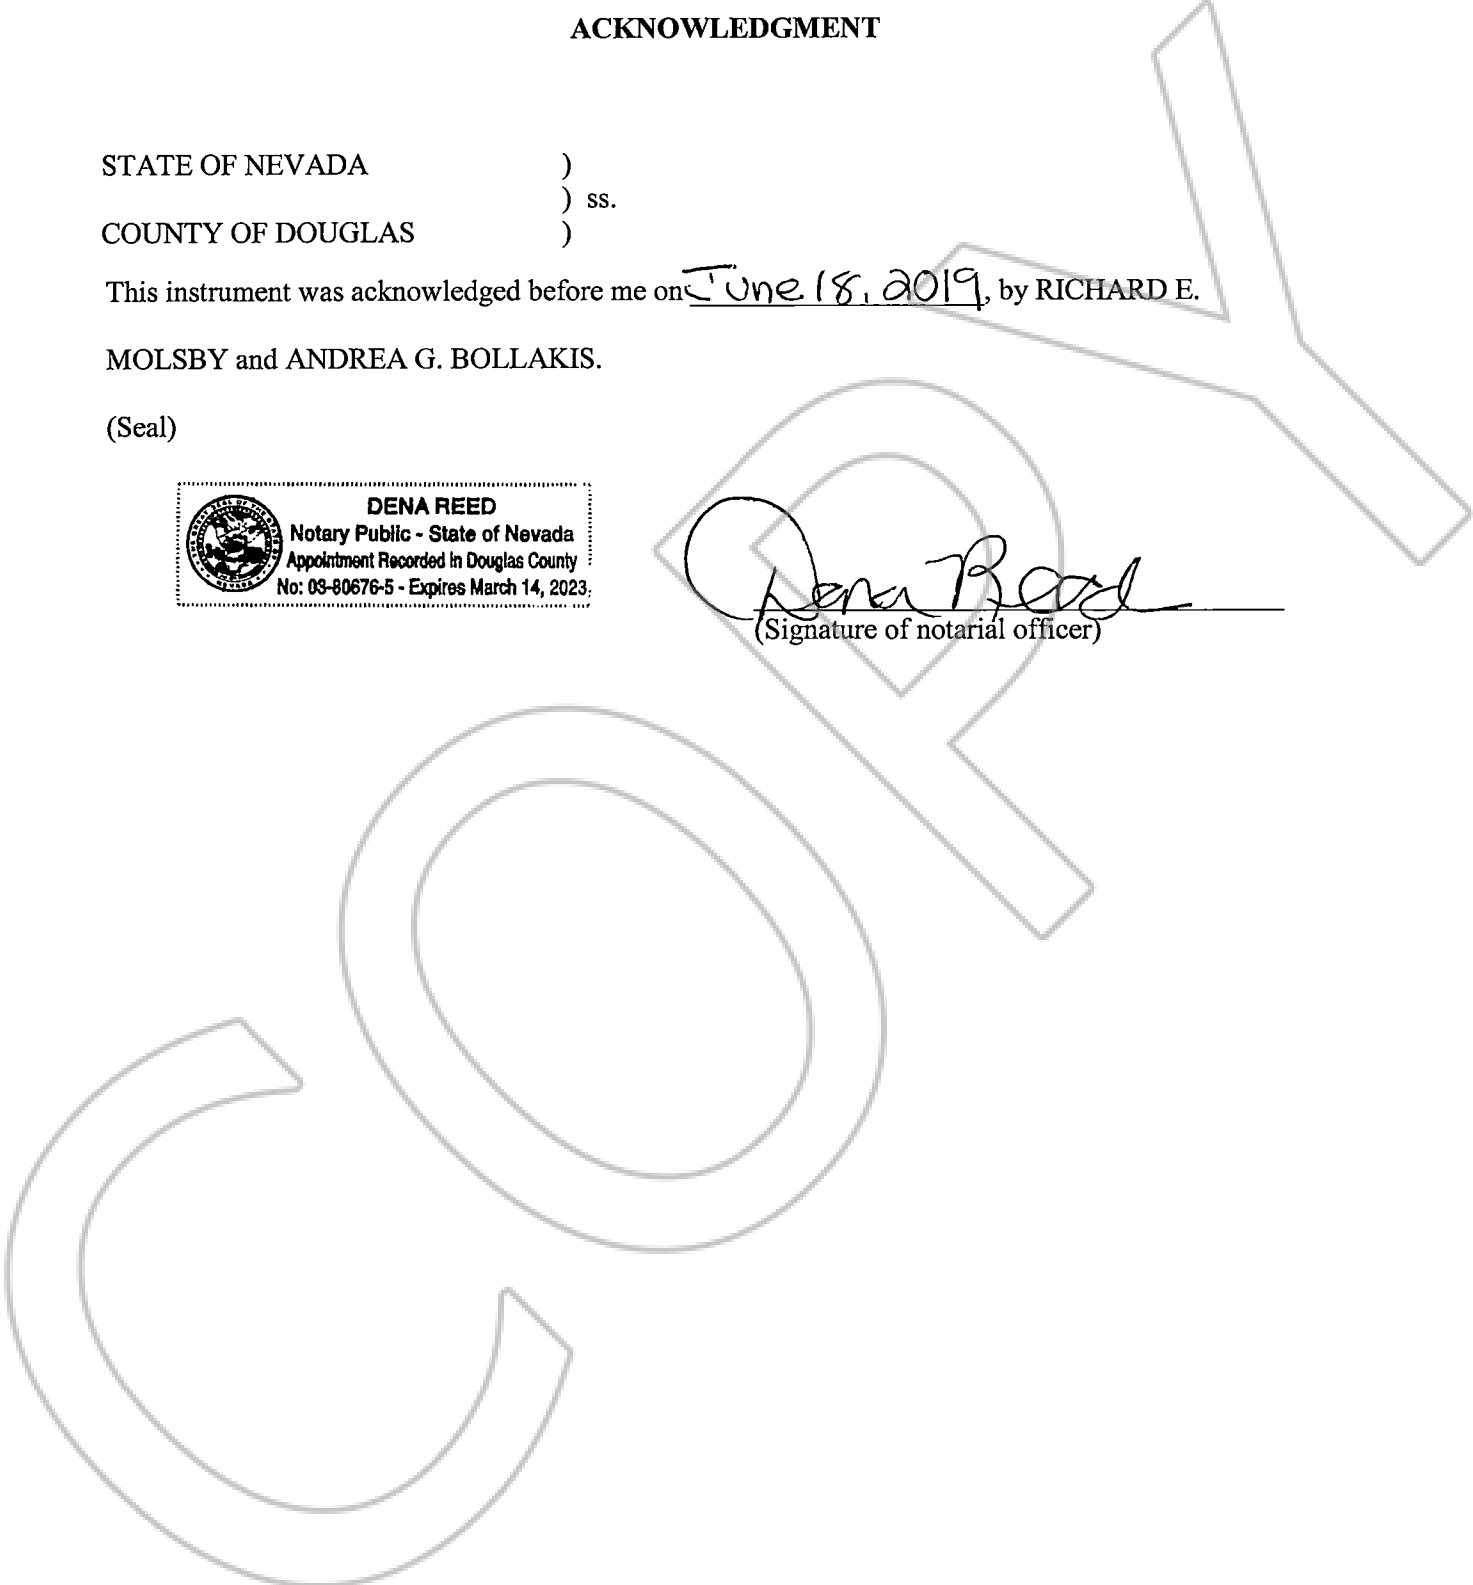 ACKNOWLEDGMENT
STATE OF NEVADA )
) ss.
COUNTY OF DOUGLAS )
This instrument was acknowledged before me on June 18, 2019, by RICHARD E.
MOLSBY and ANDREA G. BOLLAKIS.
(Seal)
DENA REED
Notary Public - State of Nevada
Appointment Recorded in Douglas County
No: 03-80676-5 - Expires March 14, 2023
Dena Reed
(Signature of notarial officer)
COPY